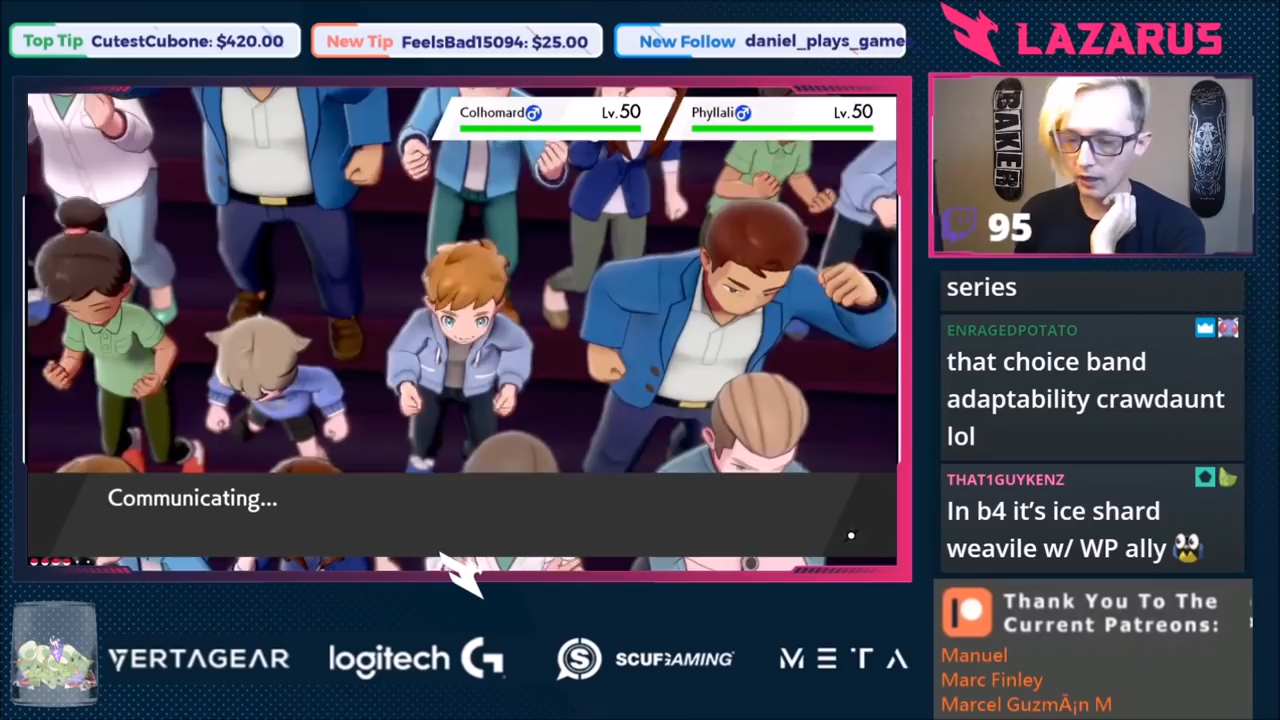 Top Tip CutestCubone: $420.00
New Tip FeelsBad15094: $25.00
New Follow daniel_plays_game
LAZARUS
Colhomard♂ Lv.50
Phyllali♂ Lv.50
BAKER
95
series
ENRAGEDPOTATO
that choice band
adaptability crawdaunt
lol
THAT1GUYKENZ
In b4 it's ice shard
weavile w/ WP ally
Communicating...
VERTAGEAR
logitech G
S SCUFGAMING
META
Thank You To The
Current Patreons:
Manuel
Marc Finley
Marcel GuzmÃ¡n M